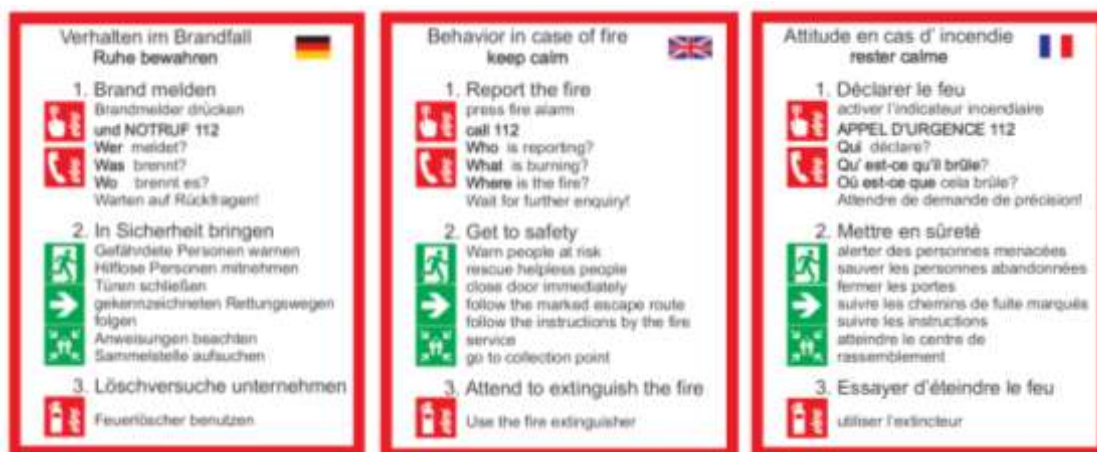 Verhalten im Brandfall
Ruhe bewahren
1. Brand melden
Brandmelder drücken
und NOTRUF 112
Wer meldet?
Was brennt?
Wo brennt es?
Warten auf Rückfragen!
2. In Sicherheit bringen
Gefährdete Personen warnen
Hilflose Personen mitnehmen
Türen schließen
gekennzeichneten Rettungswegen
folgen
Anweisungen beachten
Sammelstelle aufsuchen
3. Löschversuche unternehmen
Feuerlöscher benutzen
Behavior in case of fire
keep calm
1. Report the fire
press fire alarm
call 112
Who is reporting?
What is burning?
Where is the fire?
Wait for further enquiry!
2. Get to safety
Warn people at risk
rescue helpless people
close door immediately
follow the marked escape route
follow the instructions by the fire
service
go to collection point
3. Attend to extinguish the fire
Use the fire extinguisher
Attitude en cas d' incendie
rester calme
1. Déclarer le feu
activer l'indicateur incendiaire
APPEL D'URGENCE 112
Qui déclare?
Qu' est-ce qu'il brûle?
Oû est-ce que cela brûle?
Attendre de demande de précision!
2. Mettre en sûreté
alerter des personnes menacées
sauver les personnes abandonnées
fermer les portes
suivre les chemins de fuite marqués
suivre les instructions
atteindre le centre de
rassemblement
3. Essayer d'éteindre le feu
utiliser l'extincteur